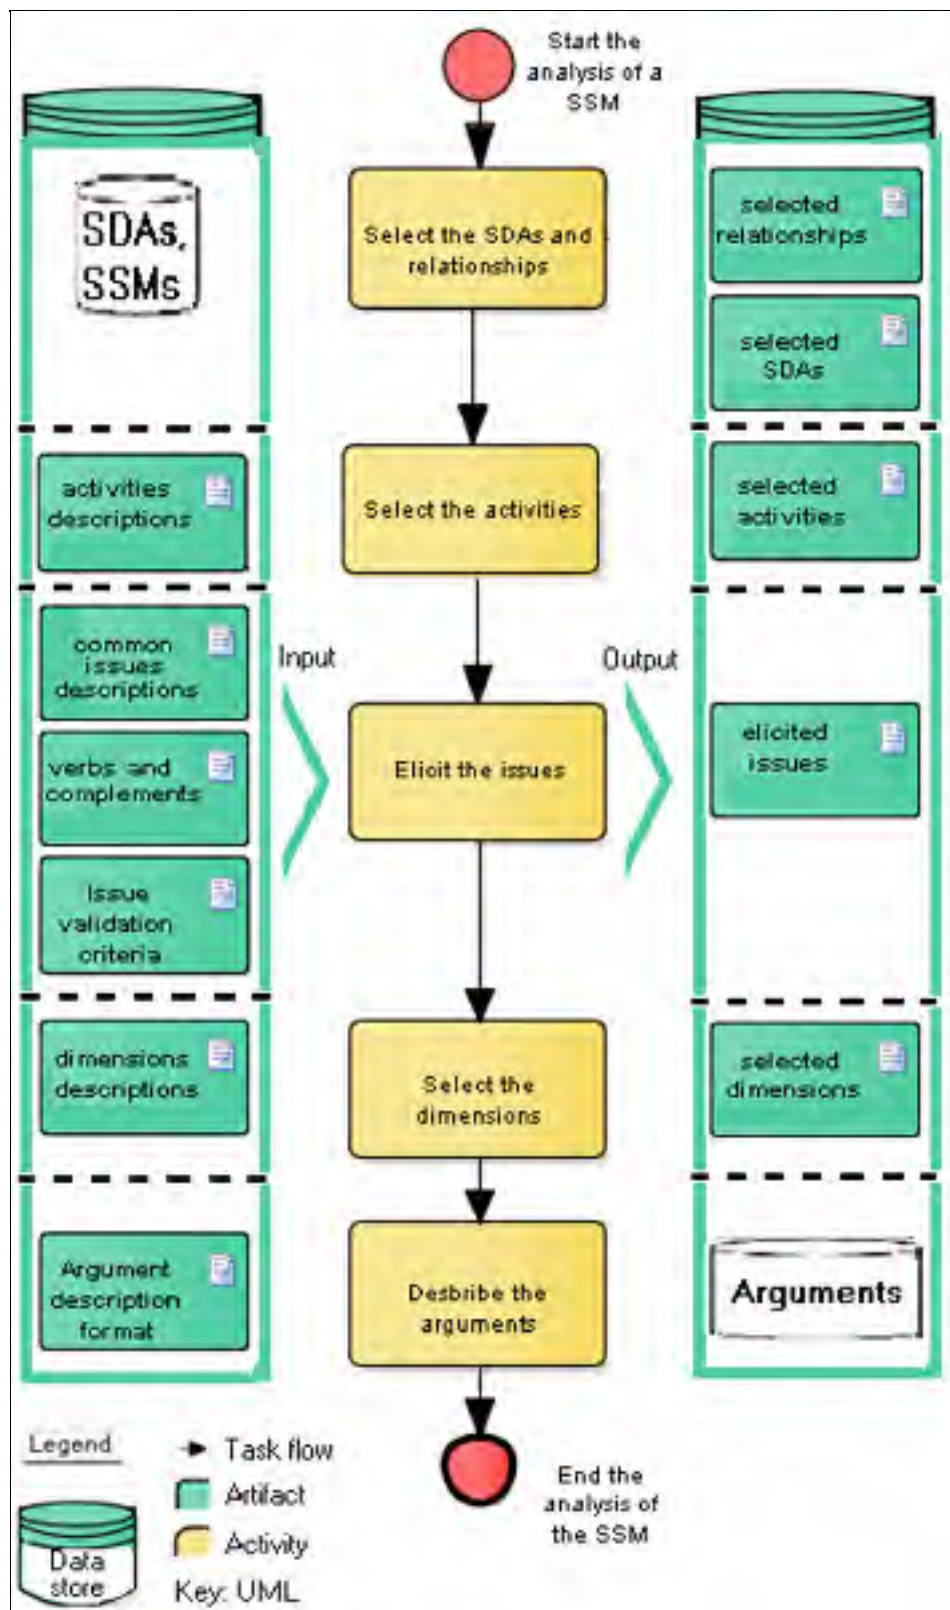 Start the
analysis of a
SSM
SDAs,
SSMs
Select the SDAs and
relationships
selected
relationships
selected
SDAs
activities
descriptions
Select the activities
selected
activities
common
issues
descriptions
Input
Output
verbs and
complements
Elicit the issues
elicited
issues
Issue
validation
criteria
dimensions
descriptions
Select the
dimensions
selected
dimensions
Argument
description
format
Desbribe the
arguments
Arguments
Legend
Task flow
Artifact
Activity
Data
store
Key: UML
End the
analysis of
the SSM